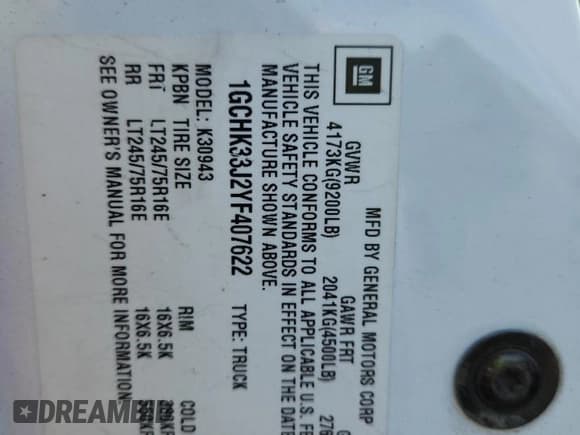 GM
MFD BY GENERAL MOTORS CORP
GVWR GAWR FRT
4173KG(9200LB) 2041KG(4500LB)
THIS VEHICLE CONFORMS TO ALL APPLICABLE U.S.
VEHICLE SAFETY STANDARDS IN EFFECT ON THE DATE
MANUFACTURE SHOWN ABOVE.
1GCHK33J2YF407622 TYPE: TRUCK
MODEL: K30943
KPBN TIRE SIZE RIM COLD
FRT LT245/75R16E 16X6.5K
RR LT245/75R16E 16X6.5K
SEE OWNER'S MANUAL FOR MORE INFORMATION